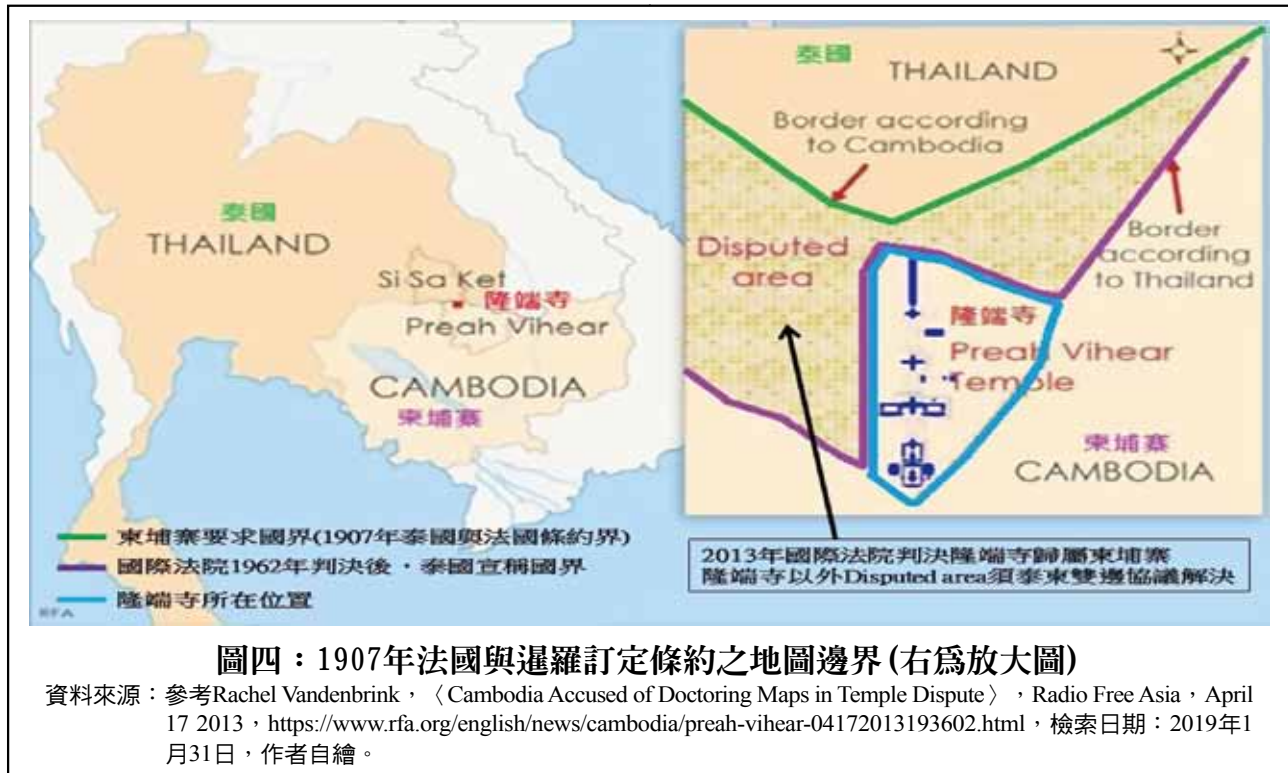 泰國
THAILAND
Si Sa Ket
隆端寺
Preah Vihear
CAMBODIA
柬埔寨
柬埔寨要求國界(1907年泰國與法國條約界)
國際法院1962年判決後，泰國宣稱國界
隆端寺所在位置
RFA
泰國
THAILAND
Border according
to Cambodia
Disputed
area
Border
according
to Thailand
隆端寺
Preah Vihear
Temple
柬埔寨
CAMBODIA
2013年國際法院判決隆端寺歸屬柬埔寨
隆端寺以外Disputed area須泰柬雙邊協議解決
圖四：1907年法國與暹羅訂定條約之地圖邊界(右為放大圖)
資料來源：參考Rachel Vandenbrink，〈Cambodia Accused of Doctoring Maps in Temple Dispute〉，Radio Free Asia，April
17 2013，https://www.rfa.org/english/news/cambodia/preah-vihear-04172013193602.html，檢索日期：2019年1
月31日，作者自繪。